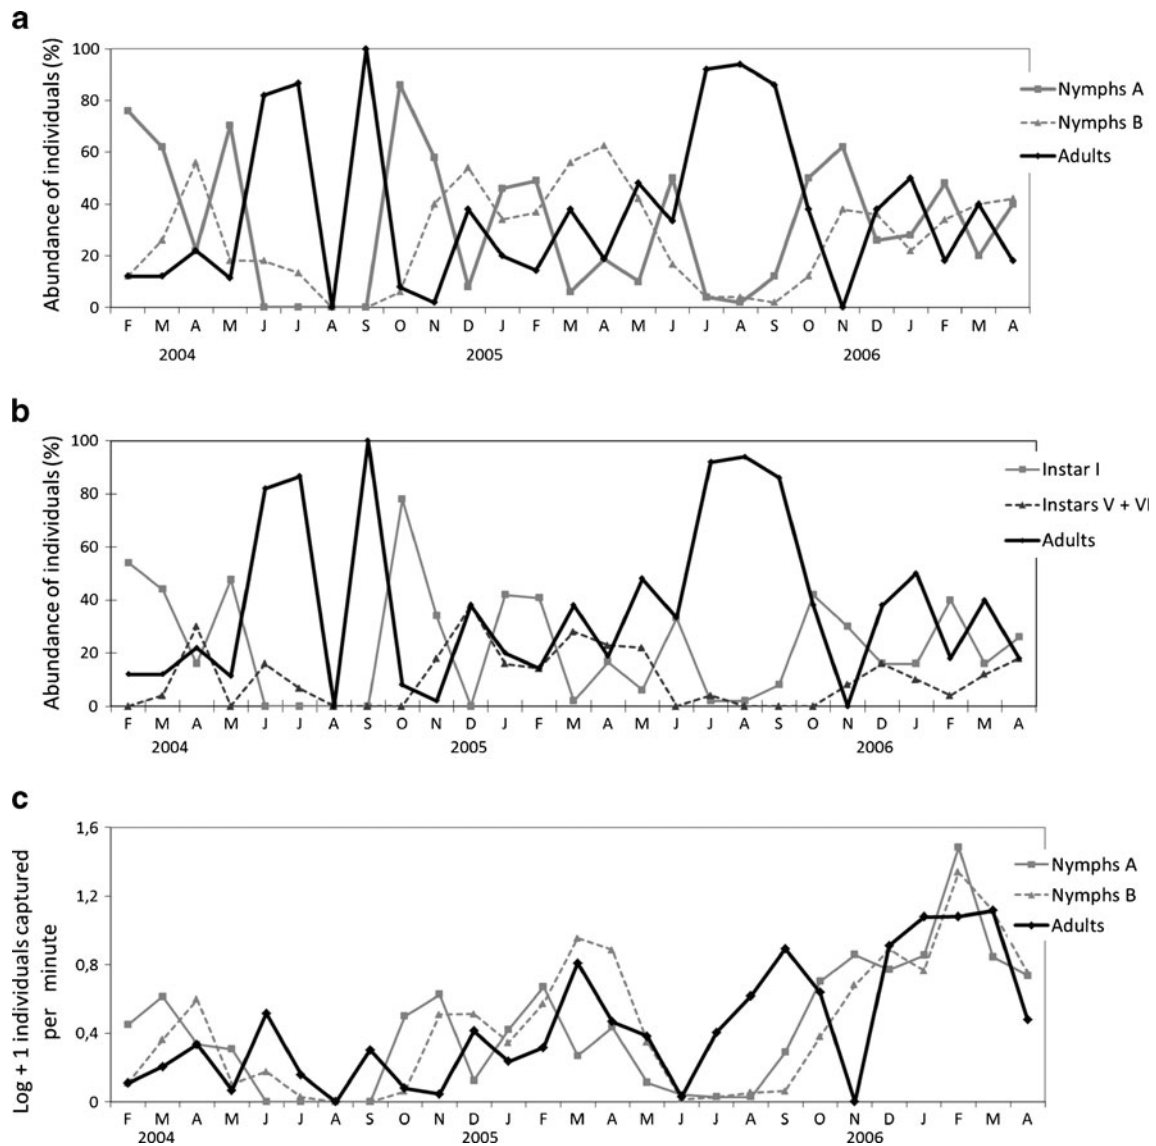 a
Abundance of individuals (%)
100
80
60
40
20
0
F M A M J J A S O N D J F M A M J J A S O N D J F M A
2004 2005 2006
Nymphs A
Nymphs B
Adults
b
Abundance of individuals (%)
100
80
60
40
20
0
F M A M J J A S O N D J F M A M J J A S O N D J F M A
2004 2005 2006
Instar I
Instars V + VI
Adults
c
Log + 1 individuals captured
per minute
1,6
1,2
0,8
0,4
0
F M A M J J A S O N D J F M A M J J A S O N D J F M A
2004 2005 2006
Nymphs A
Nymphs B
Adults